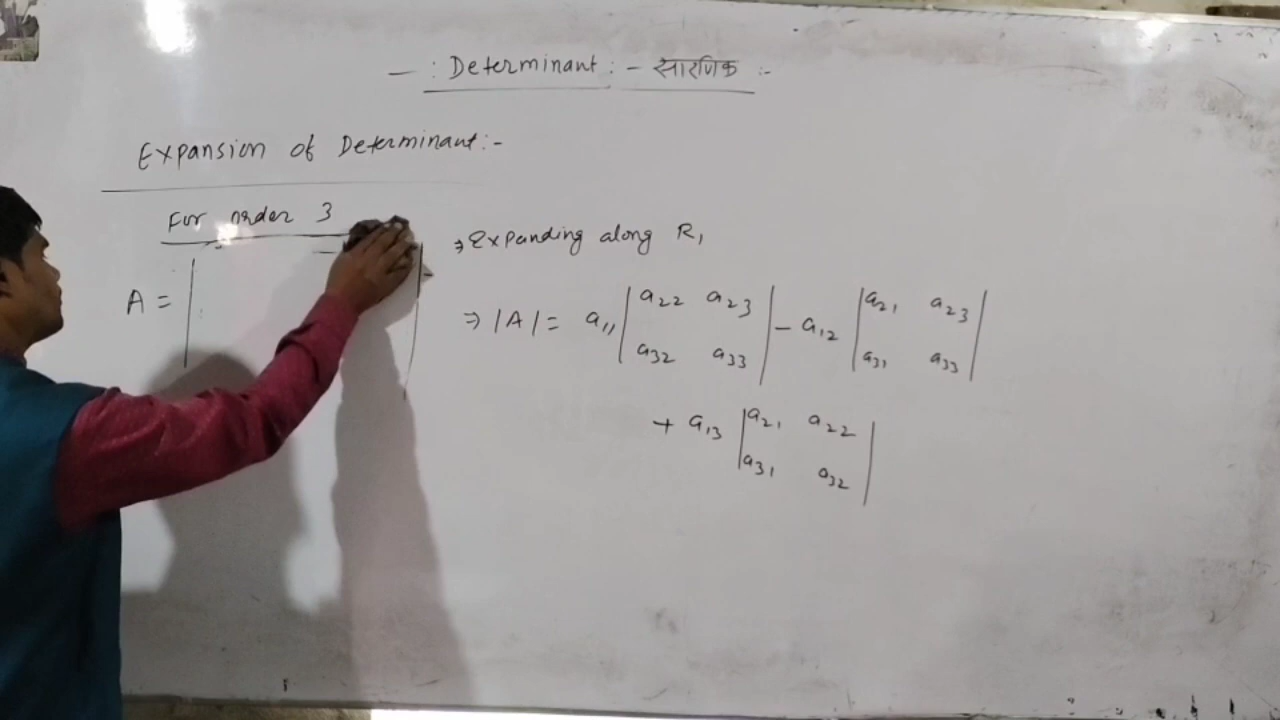 — : Determinant : - सारणिक :-
Expansion of Determinant:-
For order 3
A =
⇒ Expanding along R₁
⇒ |A| = a₁₁ |a₂₂ a₂₃| - a₁₂ |a₂₁ a₂₃|
|a₃₂ a₃₃| |a₃₁ a₃₃|
+ a₁₃ |a₂₁ a₂₂|
|a₃₁ a₃₂|